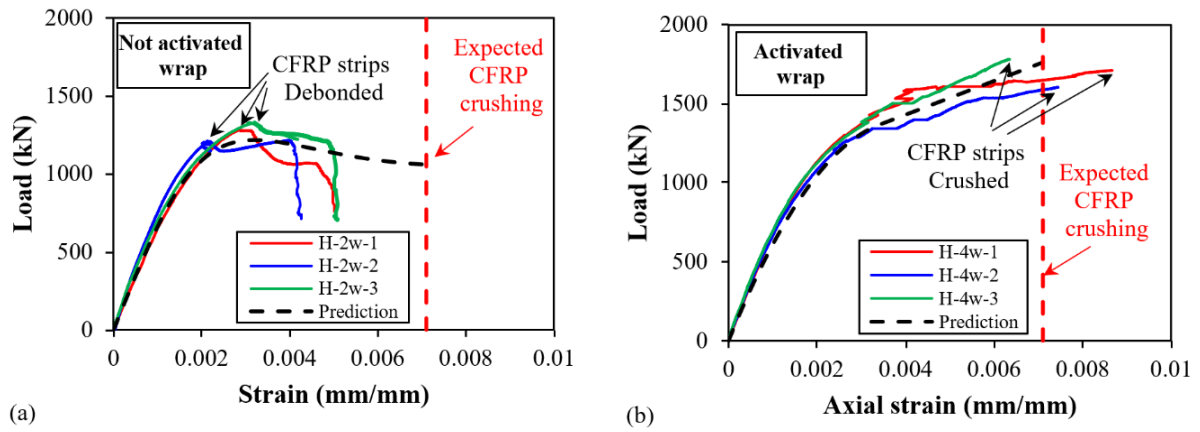 2000
1500
1000
500
0
Load (kN)
Not activated
wrap
CFRP strips
Debonded
Expected
CFRP
crushing
H-2w-1
H-2w-2
H-2w-3
Prediction
0 0.002 0.004 0.006 0.008 0.01
Strain (mm/mm)
(a)
2000
1500
1000
500
0
Load (kN)
Activated
wrap
CFRP strips
Crushed
Expected
CFRP
crushing
H-4w-1
H-4w-2
H-4w-3
Prediction
0 0.002 0.004 0.006 0.008 0.01
Axial strain (mm/mm)
(b)